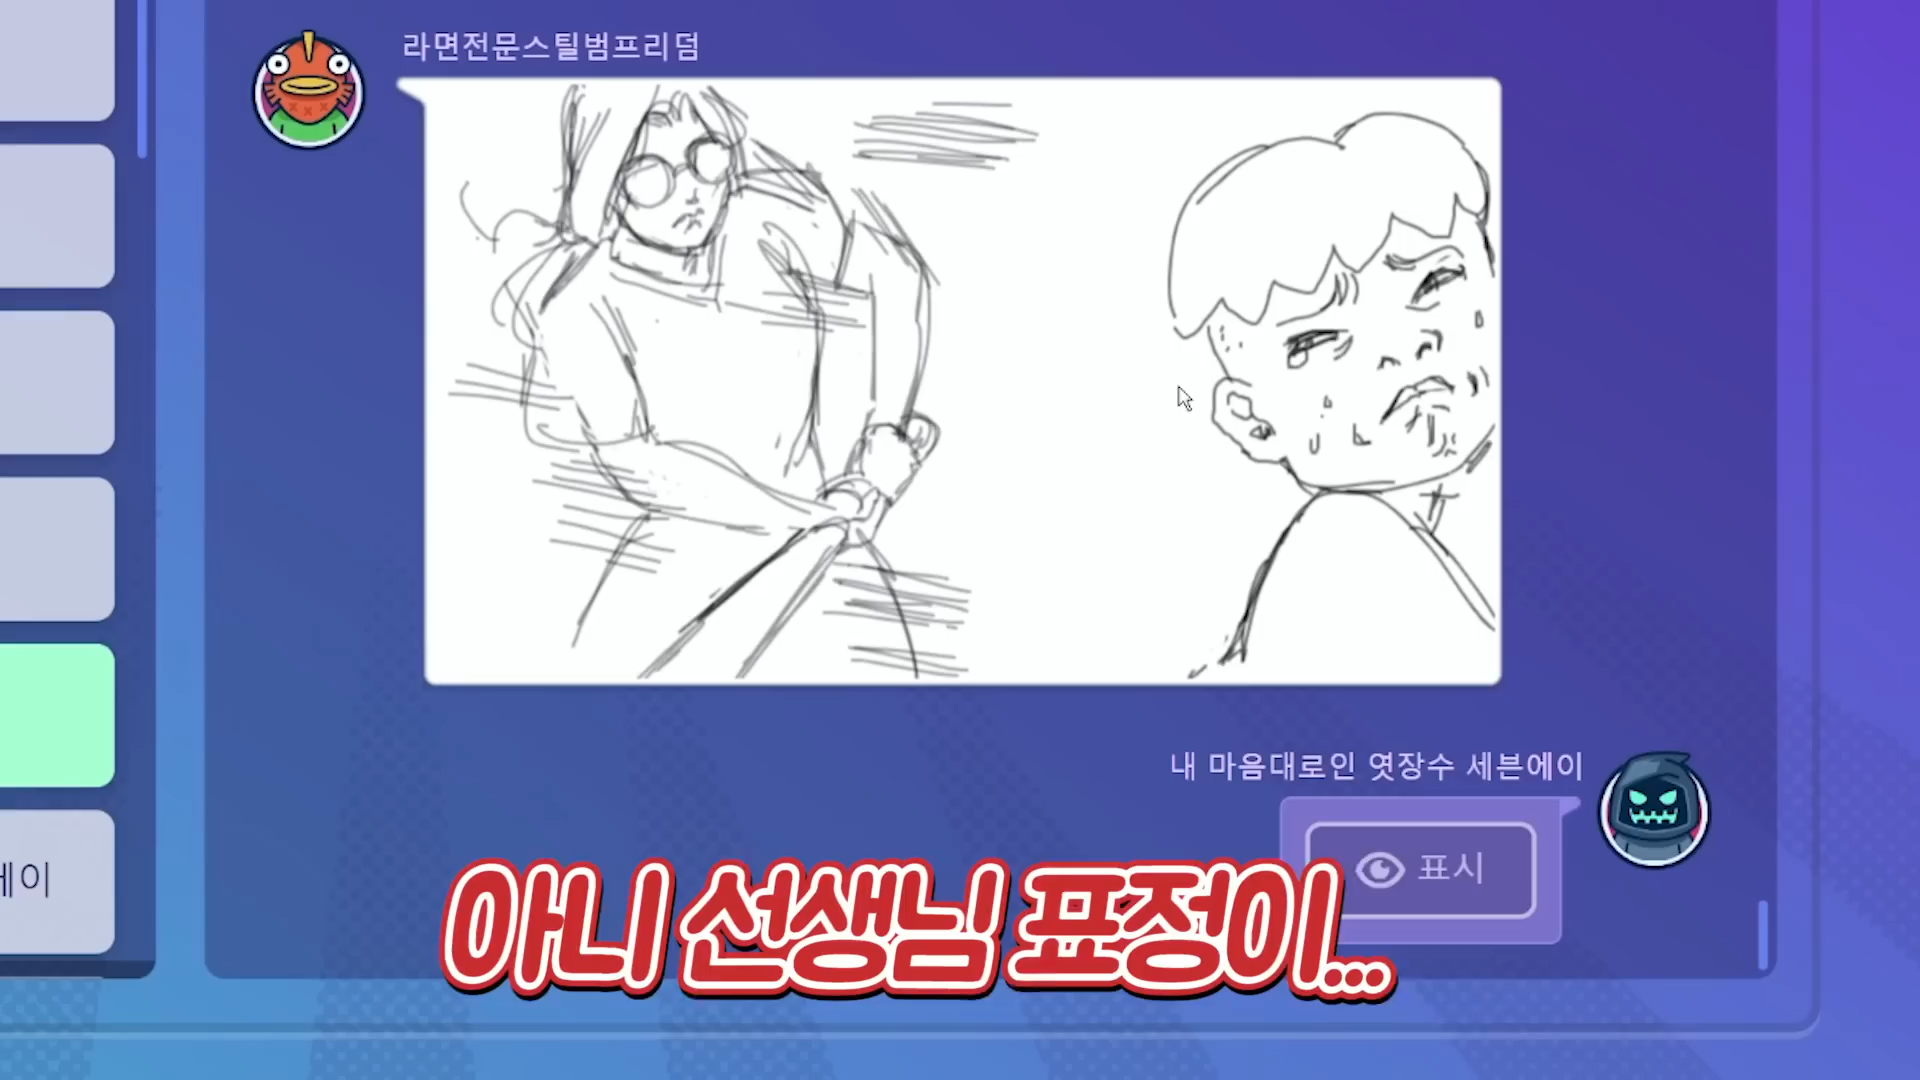 라면전문스틸범프리덤
내 마음대로인 엿장수 세븐에이
표시
에이
아니 선생님 표정이...